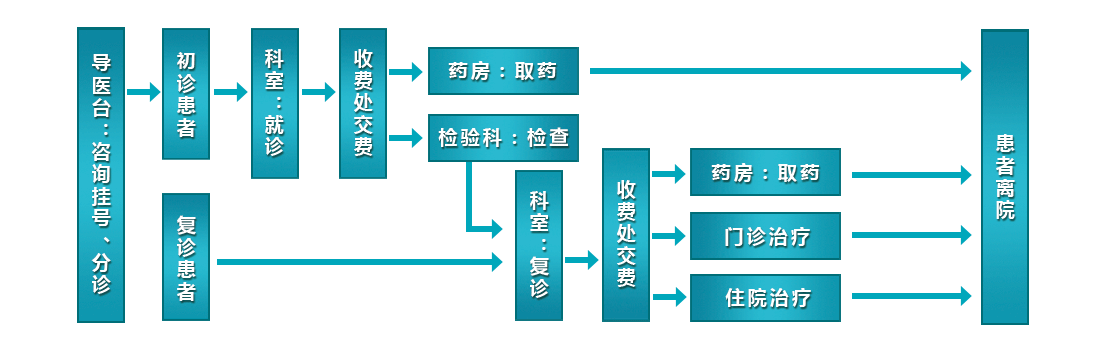 导医台：咨询挂号、分诊
初诊患者
科室：就诊
收费处交费
药房：取药
检验科：检查
复诊患者
科室：复诊
收费处交费
药房：取药
门诊治疗
住院治疗
患者离院